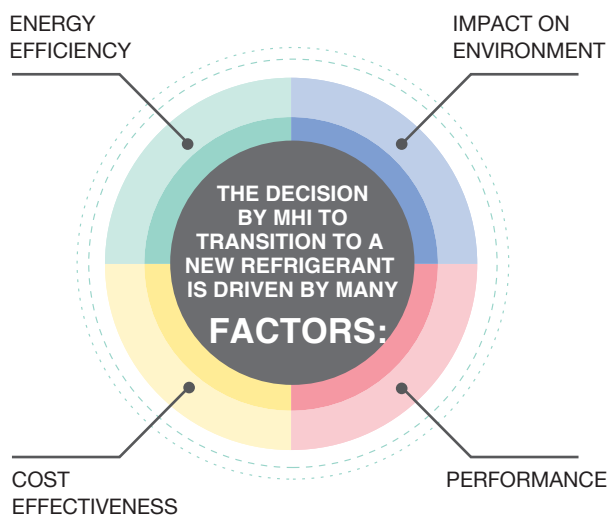 ENERGY
EFFICIENCY
IMPACT ON
ENVIRONMENT
THE DECISION
BY MHI TO
TRANSITION TO A
NEW REFRIGERANT
IS DRIVEN BY MANY
FACTORS:
COST
EFFECTIVENESS
PERFORMANCE